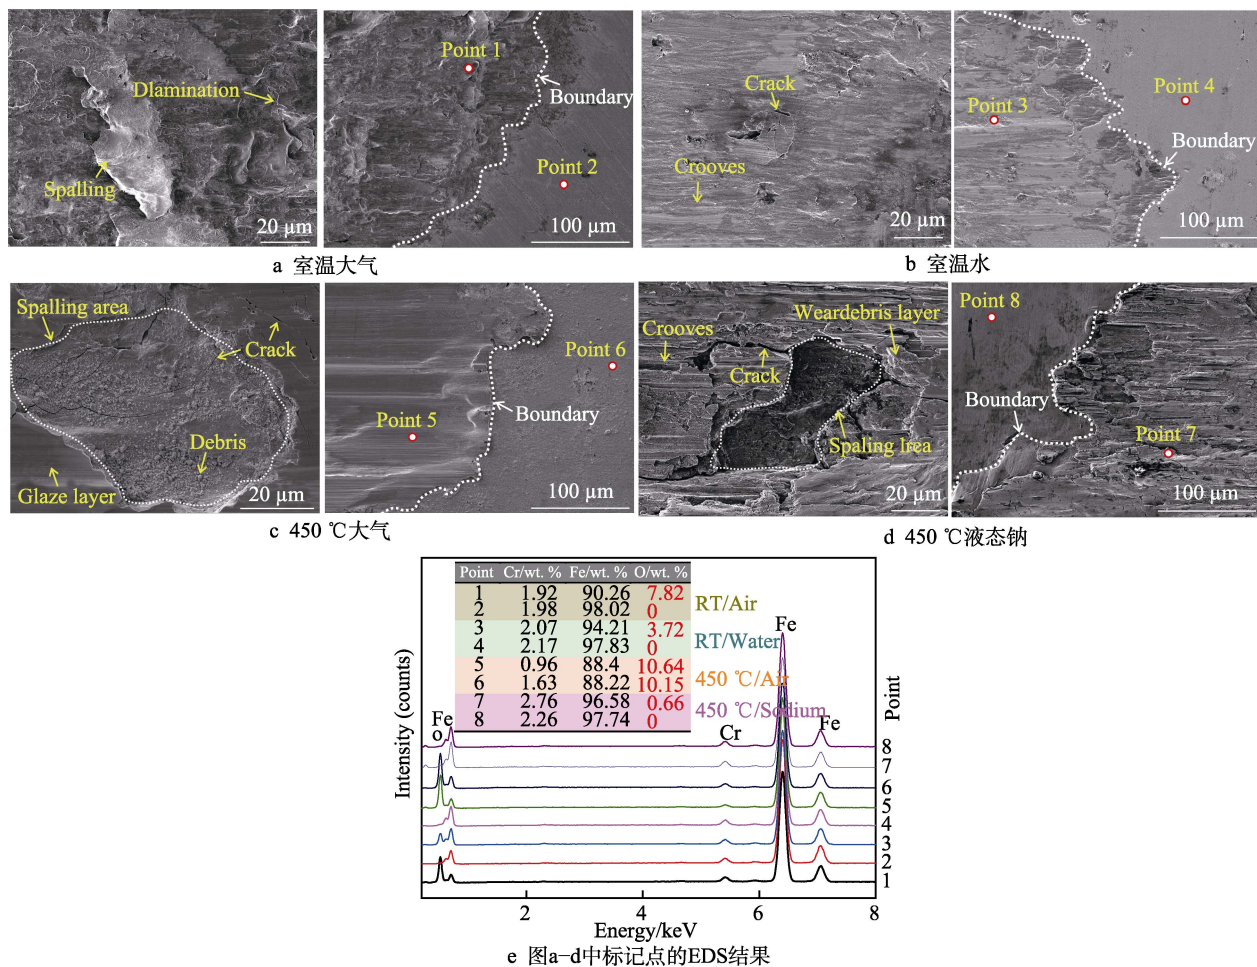 Dlamination
Spalling
20 µm
Point 1
Boundary
Point 2
100 µm
Crack
Crooves
20 µm
Point 3
Point 4
Boundary
100 µm
a 室温大气
b 室温水
Spalling area
Crack
Debris
Glaze layer
20 µm
Point 6
Point 5
Boundary
100 µm
Weardebris layer
Crooves
Crack
Spaling lrea
20 µm
Point 8
Boundary
Point 7
100 µm
c 450 ℃大气
d 450 ℃液态钠
Point Cr/wt. % Fe/wt. % O/wt. %
1 1.92 90.26 7.82
2 1.98 98.02 0
RT/Air
3 2.07 94.21 3.72
4 2.17 97.83 0
RT/Water
5 0.96 88.4 10.64
6 1.63 88.22 10.15
450 ℃/Air
7 2.76 96.58 0.66
8 2.26 97.74 0
450 ℃/Sodium
Fe
Fe
o
Cr
Fe
Intensity (counts)
Point
8
7
6
5
4
3
2
1
2 4 6 8
Energy/keV
e 图a-d中标记点的EDS结果